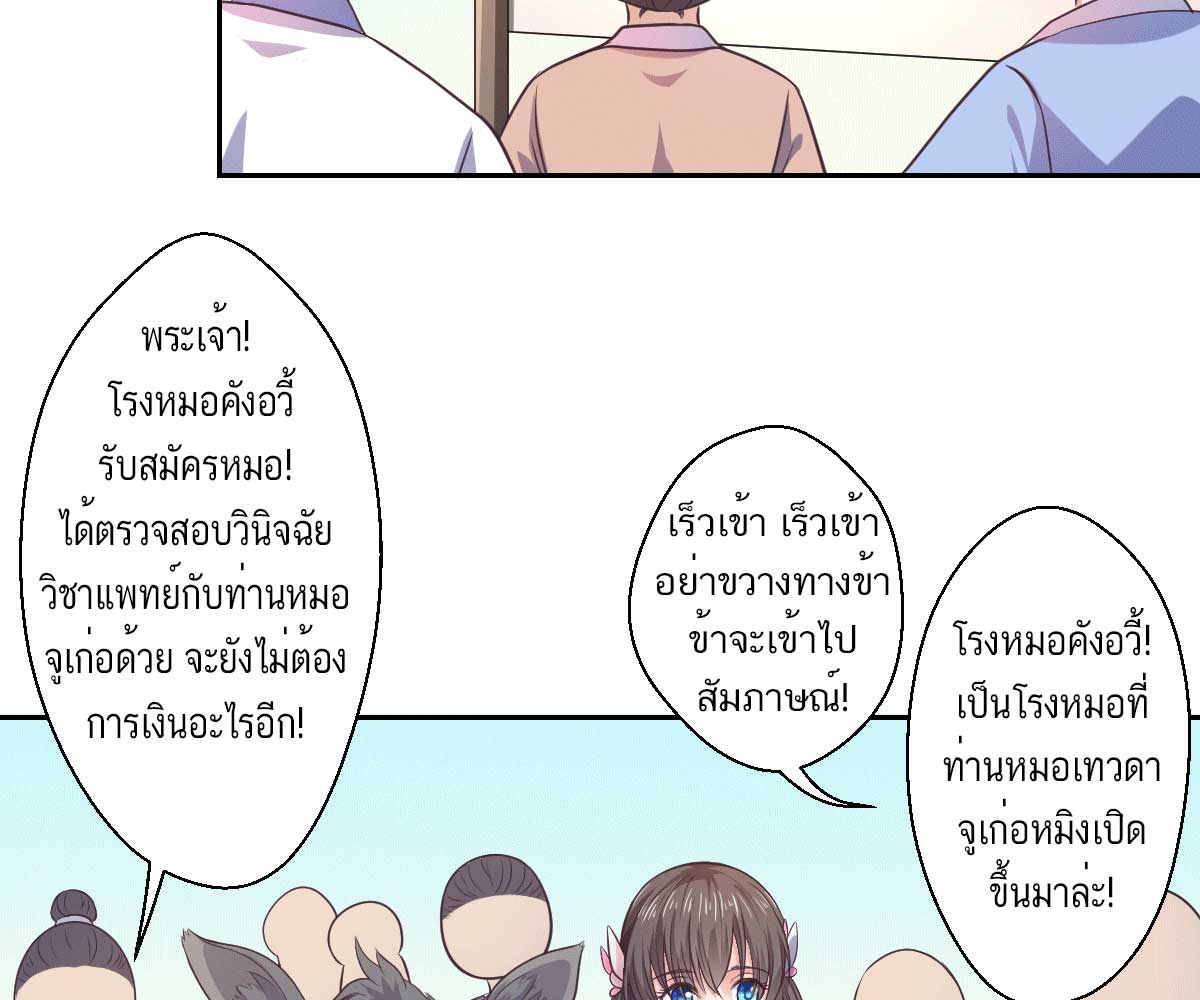 พระเจ้า!
โรงหมอคังอวี้
รับสมัครหมอ!
ได้ตรวจสอบวินิจฉัย
วิชาแพทย์กับท่านหมอ
จูเก่อด้วย จะยังไม่ต้อง
การเงินอะไรอีก!
เร็วเข้า เร็วเข้า
อย่าขวางทางข้า
ข้าจะเข้าไป
สัมภาษณ์!
โรงหมอคังอวี้!
เป็นโรงหมอที่
ท่านหมอเทวดา
จูเก่อหมิงเปิด
ขึ้นมาล่ะ!